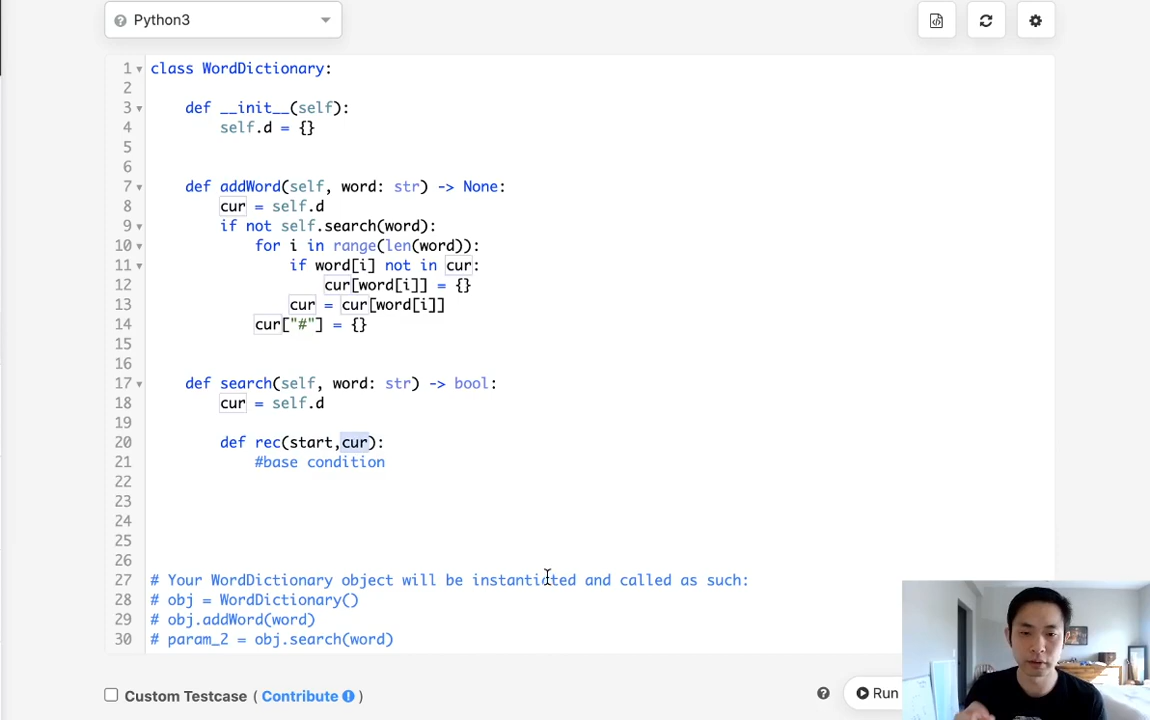 Python3
1 class WordDictionary:
2
3 def __init__(self):
4 self.d = {}
5
6
7 def addWord(self, word: str) -> None:
8 cur = self.d
9 if not self.search(word):
10 for i in range(len(word)):
11 if word[i] not in cur:
12 cur[word[i]] = {}
13 cur = cur[word[i]]
14 cur["#"] = {}
15
16
17 def search(self, word: str) -> bool:
18 cur = self.d
19
20 def rec(start,cur):
21 #base condition
22
23
24
25
26
27 # Your WordDictionary object will be instantiated and called as such:
28 # obj = WordDictionary()
29 # obj.addWord(word)
30 # param_2 = obj.search(word)
Custom Testcase ( Contribute )
Run